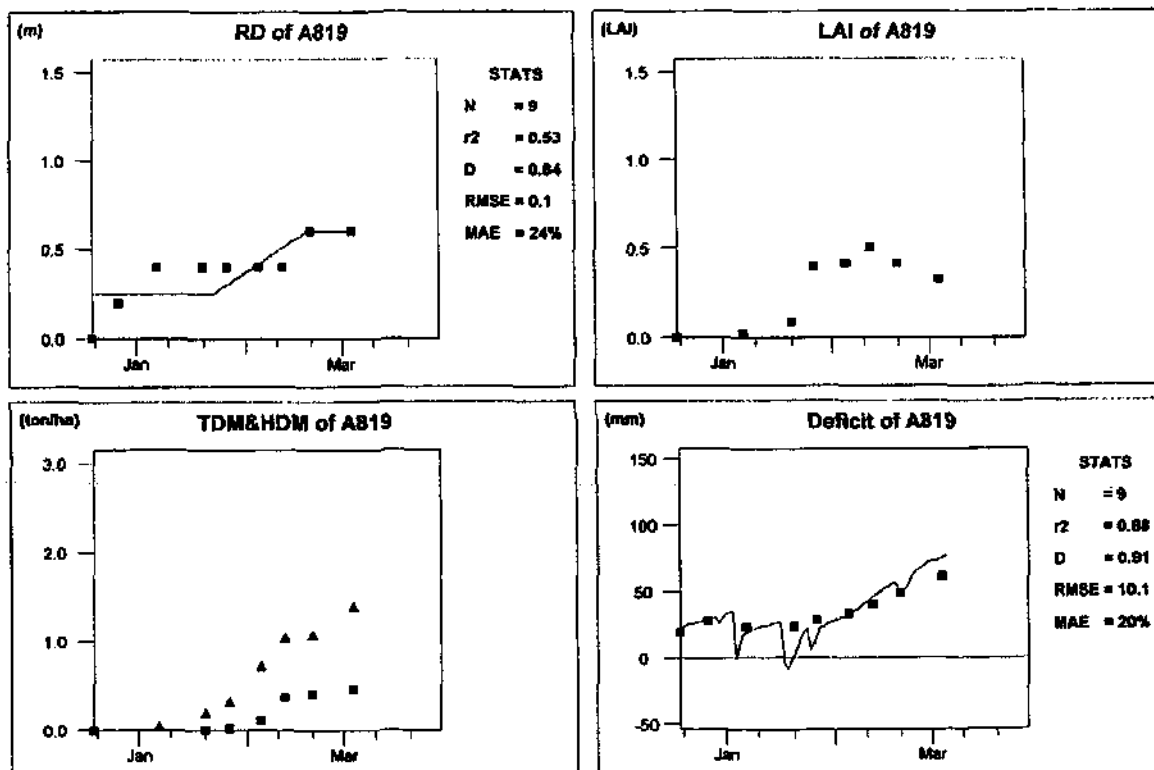 (m)
RD of A819
1.5
1.0
0.5
0.0
Jan
Mar
STATS
N = 9
r2 = 0.53
D = 0.84
RMSE = 0.1
MAE = 24%
(LAI)
LAI of A819
1.5
1.0
0.5
0.0
Jan
Mar
(ton/ha)
TDM&HDM of A819
3.0
2.0
1.0
0.0
Jan
Mar
(mm)
Deficit of A819
150
100
50
0
-50
Jan
Mar
STATS
N = 9
r2 = 0.88
D = 0.91
RMSE = 10.1
MAE = 20%